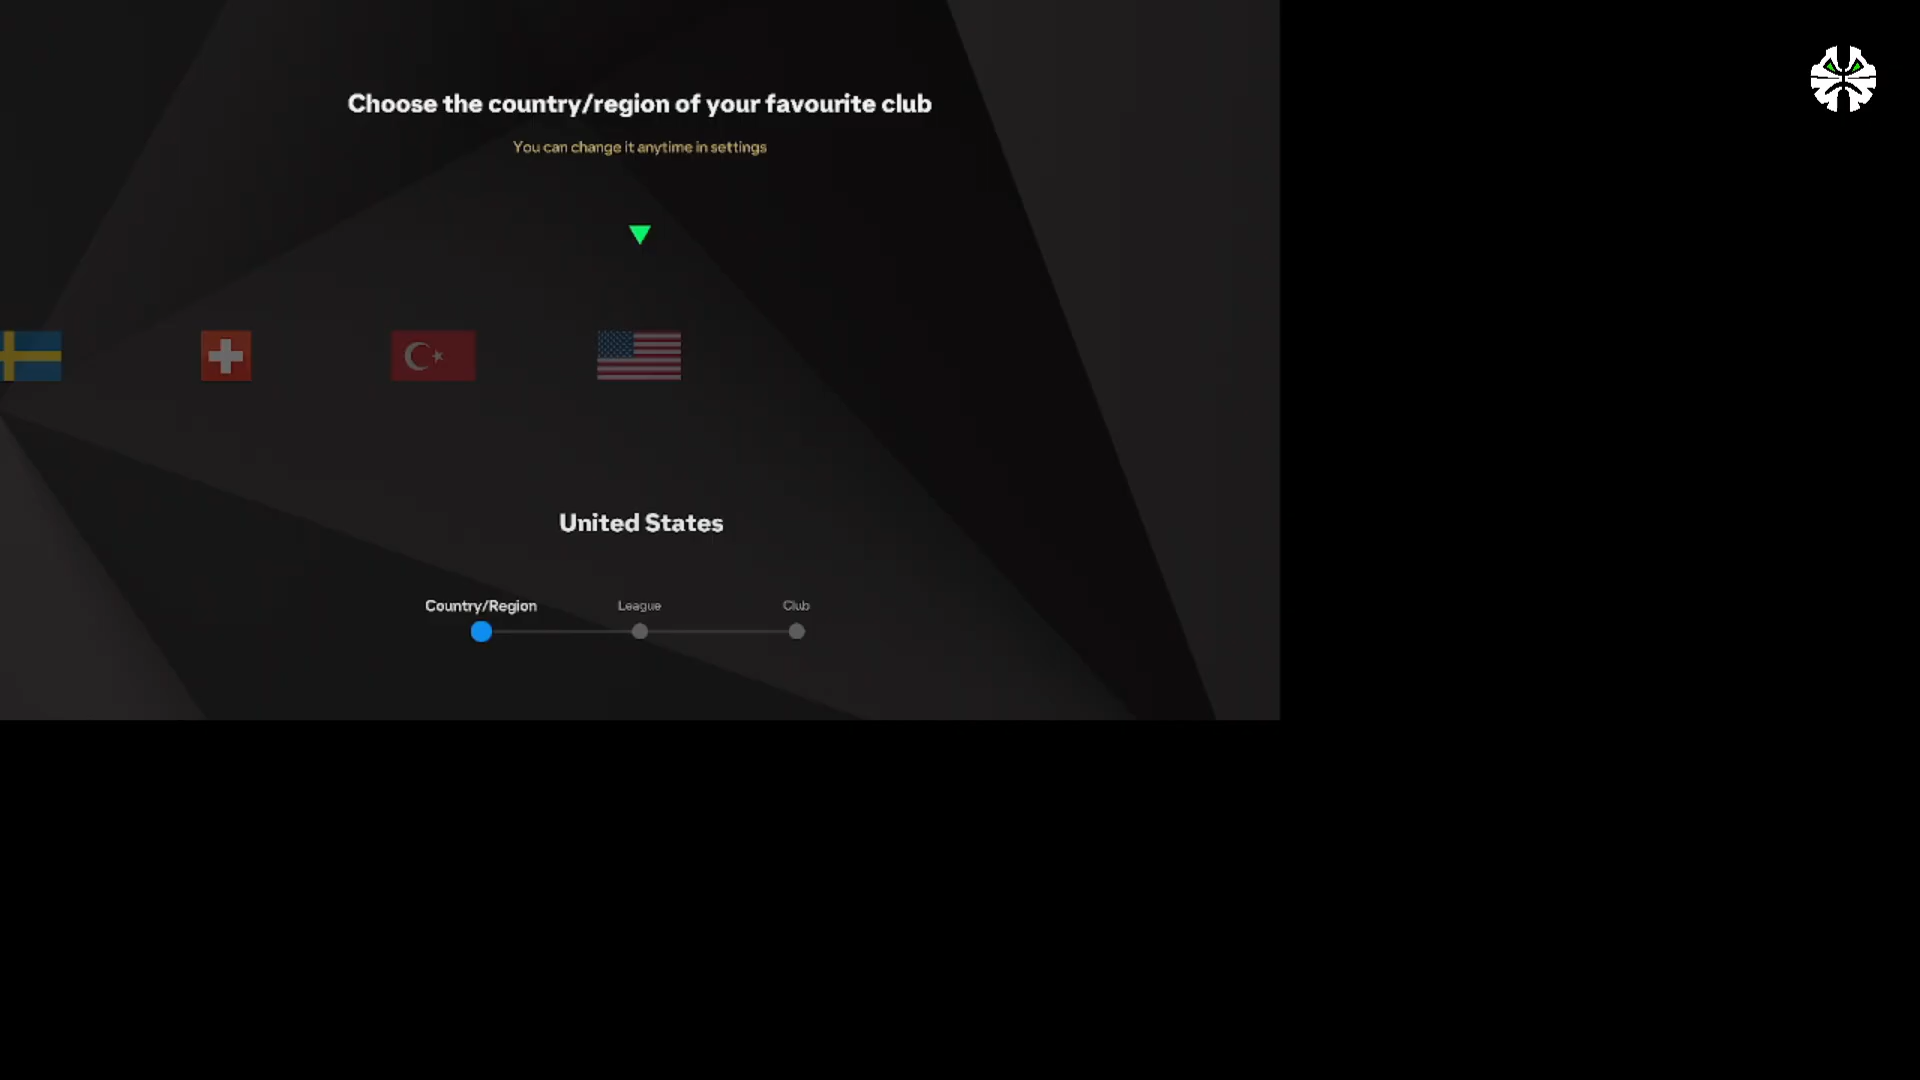 Choose the country/region of your favourite club
You can change it anytime in settings
United States
Country/Region League Club